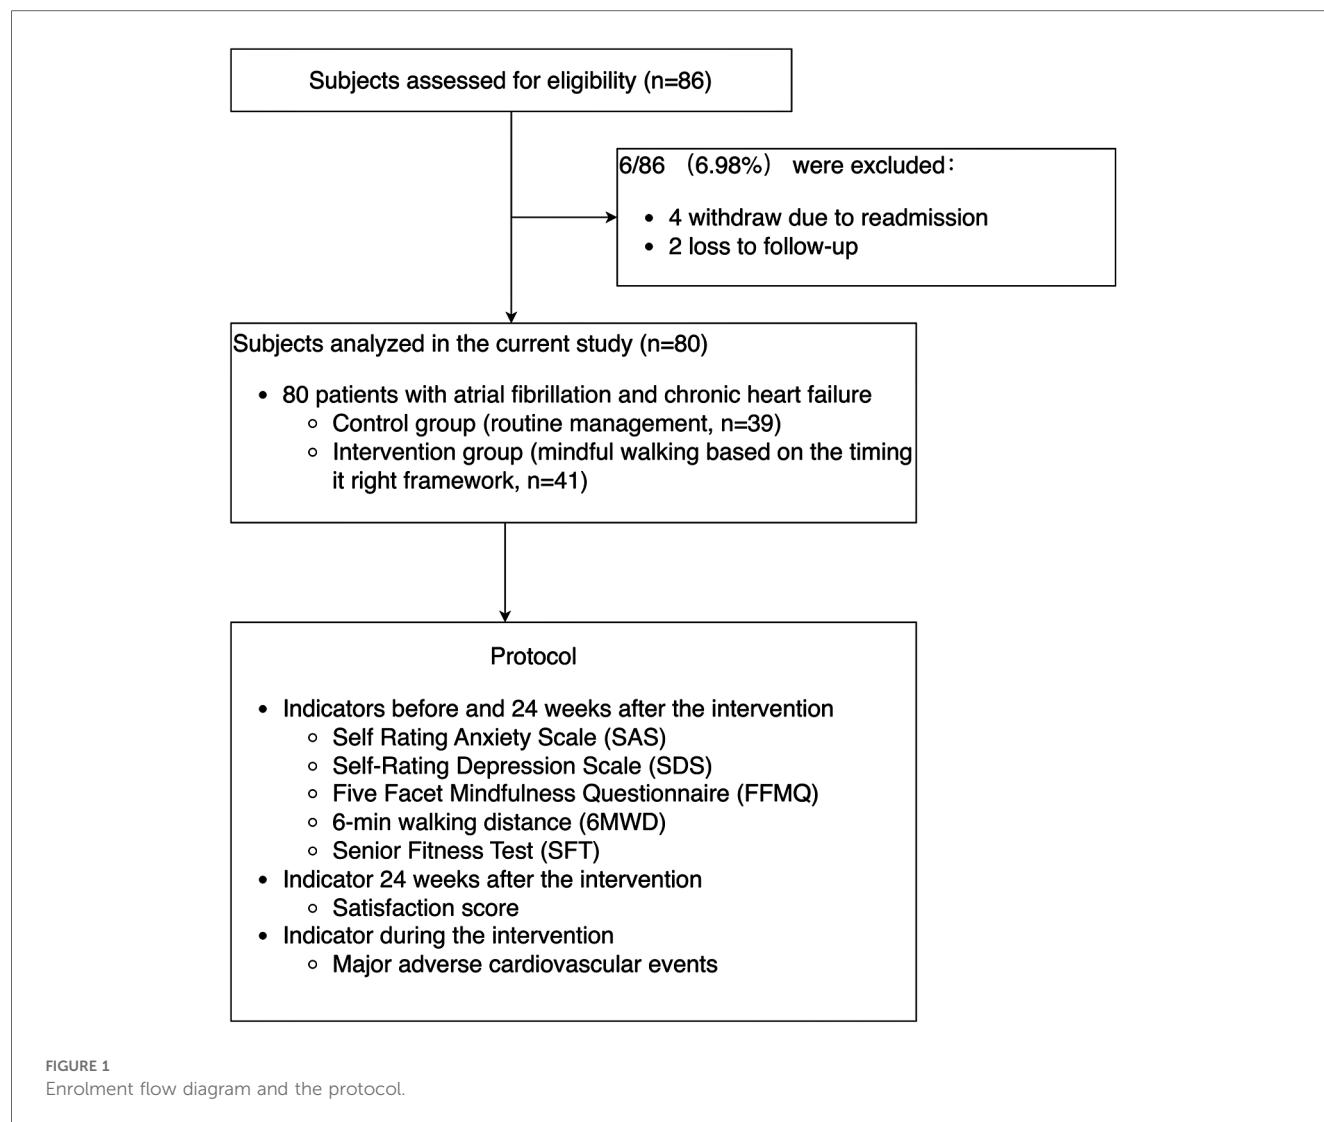 Subjects assessed for eligibility (n=86)
6/86 （6.98%） were excluded：
• 4 withdraw due to readmission
• 2 loss to follow-up
Subjects analyzed in the current study (n=80)
• 80 patients with atrial fibrillation and chronic heart failure
○ Control group (routine management, n=39)
○ Intervention group (mindful walking based on the timing
it right framework, n=41)
Protocol
• Indicators before and 24 weeks after the intervention
○ Self Rating Anxiety Scale (SAS)
○ Self-Rating Depression Scale (SDS)
○ Five Facet Mindfulness Questionnaire (FFMQ)
○ 6-min walking distance (6MWD)
○ Senior Fitness Test (SFT)
• Indicator 24 weeks after the intervention
○ Satisfaction score
• Indicator during the intervention
○ Major adverse cardiovascular events
FIGURE 1
Enrolment flow diagram and the protocol.